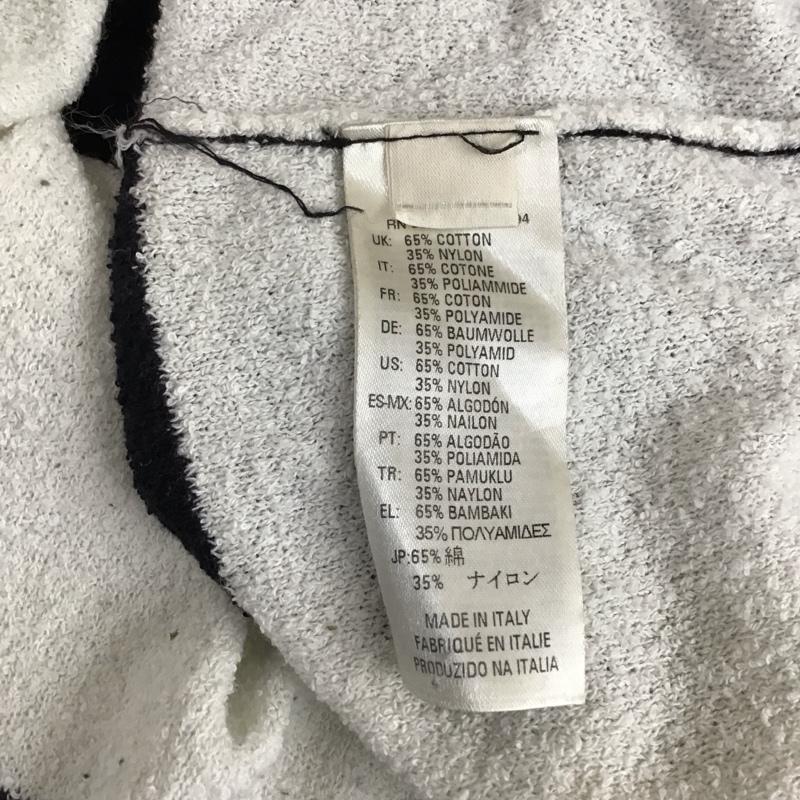 RN 04
UK: 65% COTTON
35% NYLON
IT: 65% COTONE
35% POLIAMMIDE
FR: 65% COTON
35% POLYAMIDE
DE: 65% BAUMWOLLE
35% POLYAMID
US: 65% COTTON
35% NYLON
ES-MX: 65% ALGODÓN
35% NAILON
PT: 65% ALGODÃO
35% POLIAMIDA
TR: 65% PAMUKLU
35% NAYLON
EL: 65% BAMBAKI
35% ΠΟΛΥΑΜΙΔΕΣ
JP:65% 綿
35% ナイロン
MADE IN ITALY
FABRIQUÉ EN ITALIE
PRODUZIDO NA ITALIA